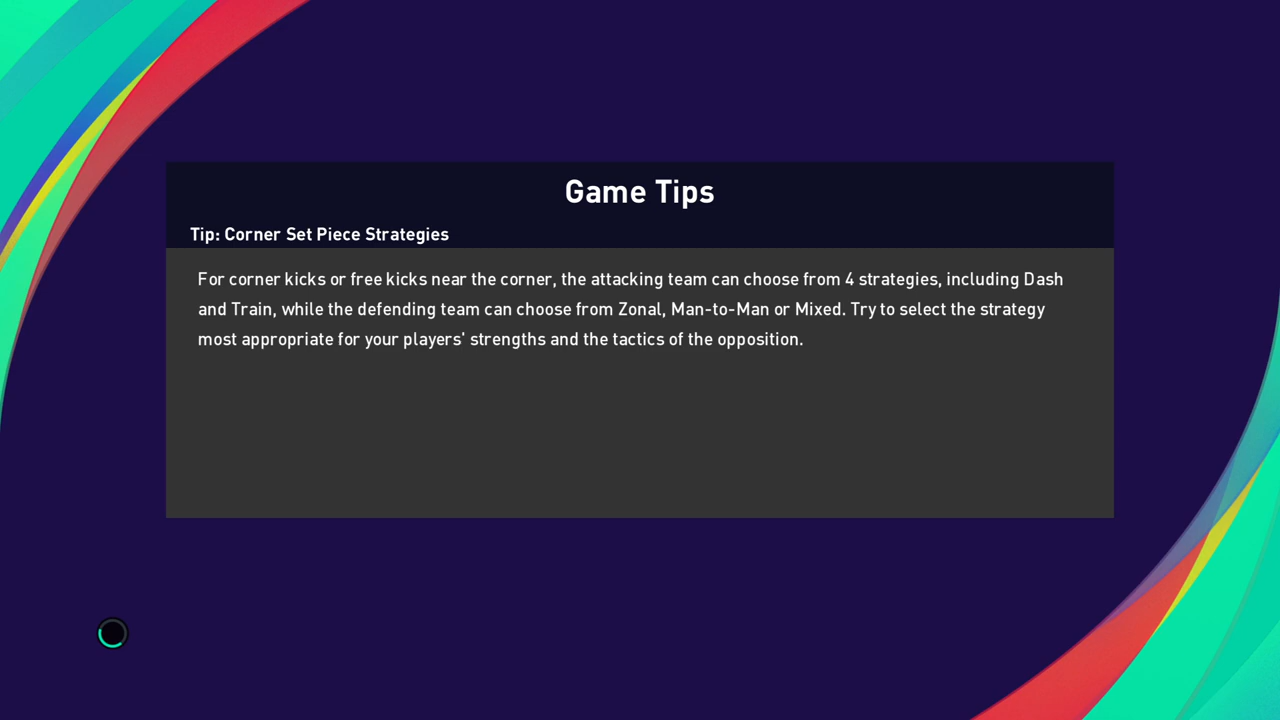 Game Tips
Tip: Corner Set Piece Strategies
For corner kicks or free kicks near the corner, the attacking team can choose from 4 strategies, including Dash
and Train, while the defending team can choose from Zonal, Man-to-Man or Mixed. Try to select the strategy
most appropriate for your players' strengths and the tactics of the opposition.